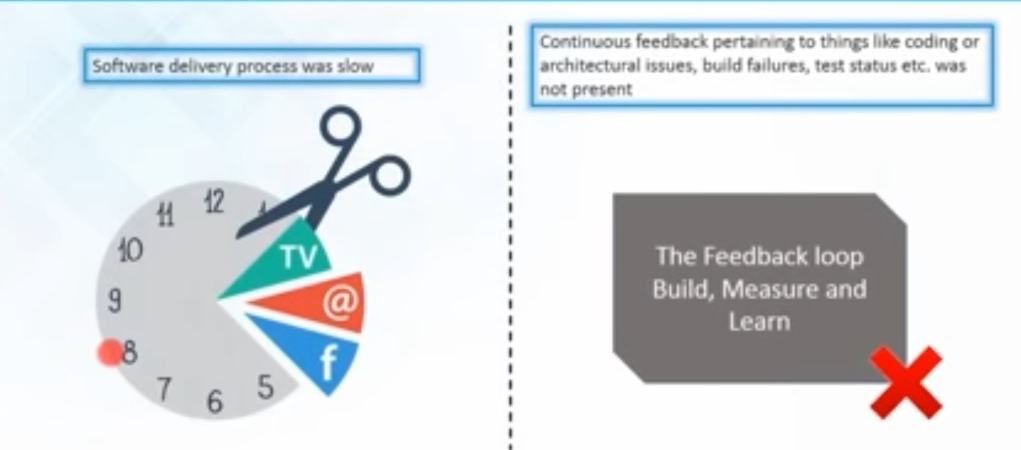 Software delivery process was slow
Continuous feedback pertaining to things like coding or
architectural issues, build failures, test status etc. was
not present
12
11
10
9
8
7
6
5
TV
@
f
The Feedback loop
Build, Measure and
Learn